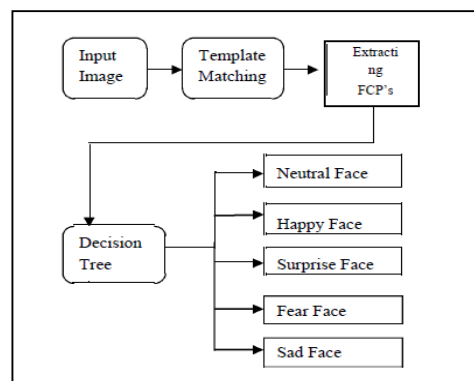 Input
Image
Template
Matching
Extracti
ng
FCP's
Neutral Face
Happy Face
Decision
Tree
Surprise Face
Fear Face
Sad Face